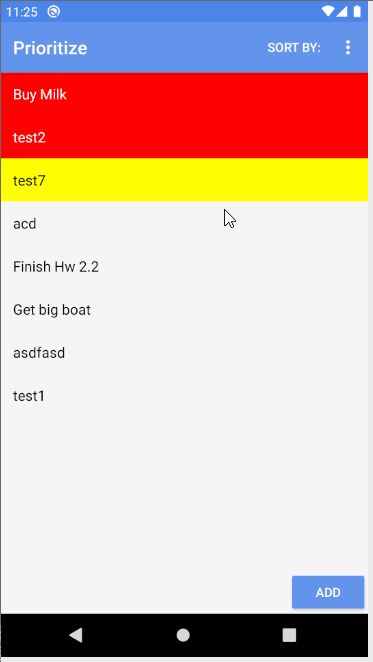 11:25
Prioritize SORT BY:
Buy Milk
test2
test7
acd
Finish Hw 2.2
Get big boat
asdfasd
test1
ADD